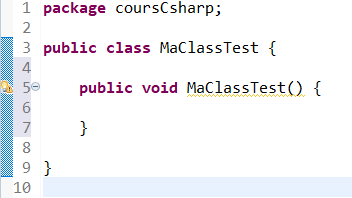 1 package coursCsharp;
2
3 public class MaClassTest {
4
5     public void MaClassTest() {
6
7     }
8
9 }
10